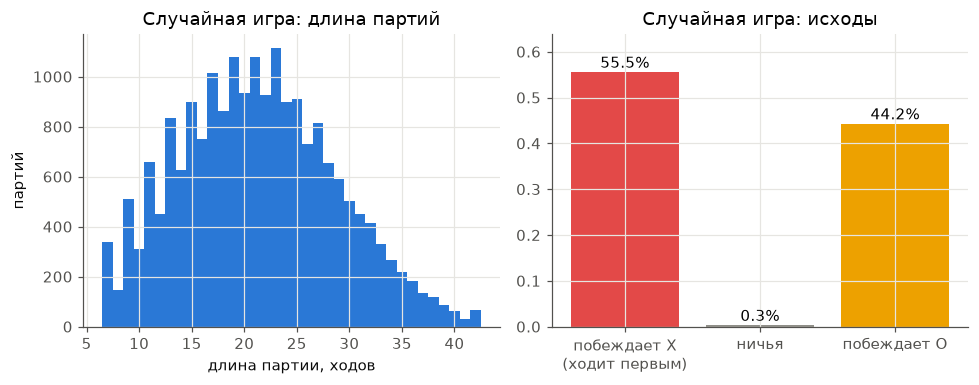 Случайная игра: длина партий
партий
1000
800
600
400
200
0
5 10 15 20 25 30 35 40
длина партии, ходов
Случайная игра: исходы
0.6
0.5
0.4
0.3
0.2
0.1
0.0
55.5%
0.3%
44.2%
побеждает X
(ходит первым)
ничья
побеждает O